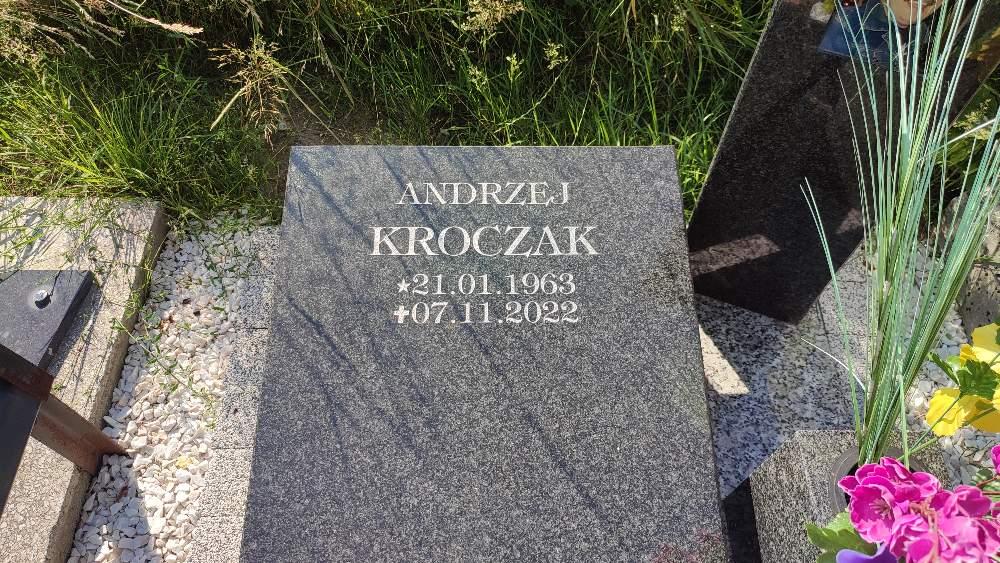 ANDRZEJ
KROCZAK
★21.01.1963
✝07.11.2022